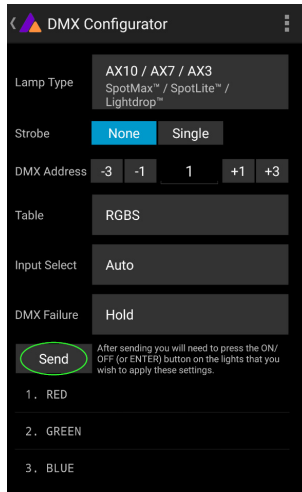 DMX Configurator
Lamp Type
AX10 / AX7 / AX3
SpotMax™ / SpotLite™ /
Lightdrop™
Strobe None Single
DMX Address -3 -1 1 +1 +3
Table RGBS
Input Select Auto
DMX Failure Hold
Send
After sending you will need to press the ON/
OFF (or ENTER) button on the lights that you
wish to apply these settings.
1. RED
2. GREEN
3. BLUE